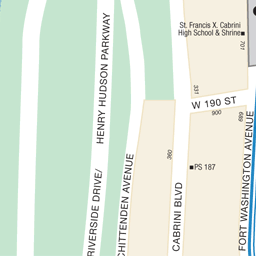 St. Francis X. Cabrini
High School & Shrine
701
HENRY HUDSON PARKWAY
331
W 190 ST
900
689
360
PS 187
RIVERSIDE DRIVE/
CHITTENDEN AVENUE
CABRINI BLVD
FORT WASHINGTON AVENUE